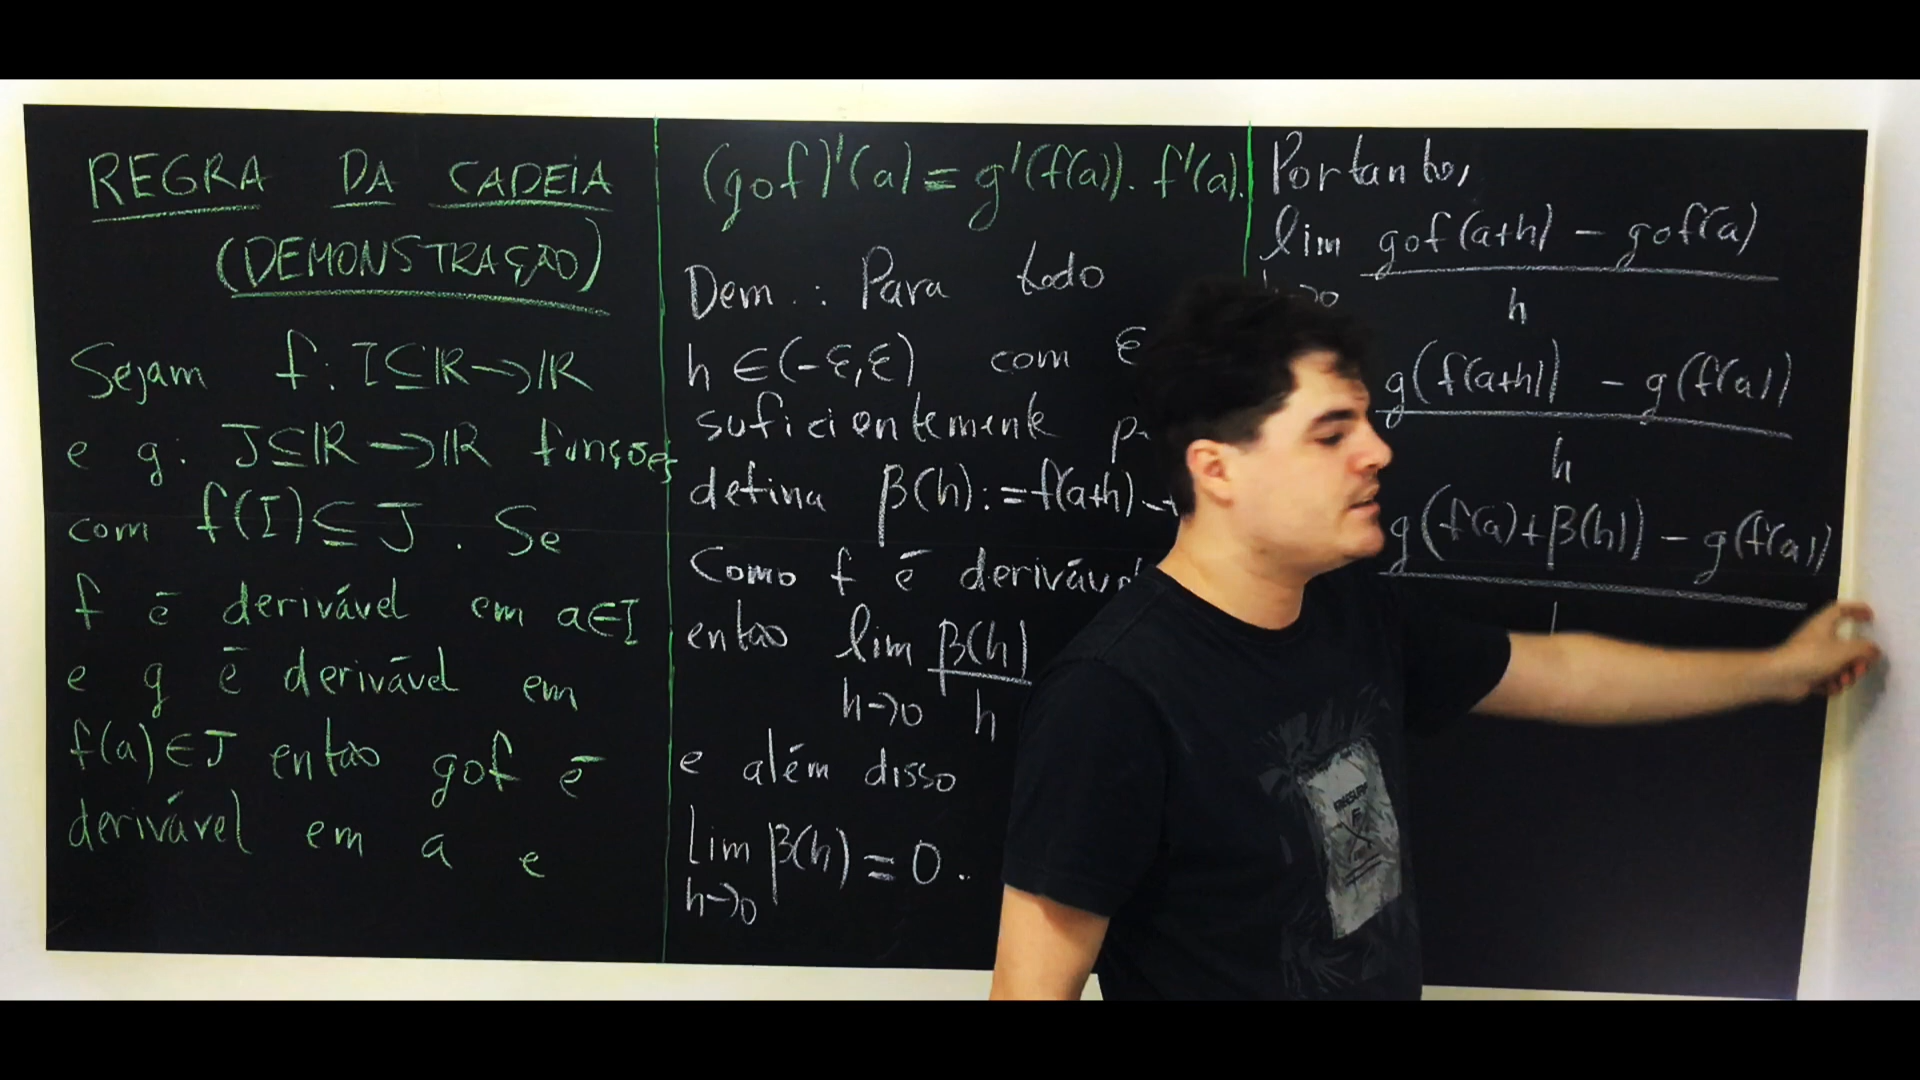 REGRA DA CADEIA
(DEMONSTRAÇÃO)
Sejam f: I⊆ℝ→ℝ
e g: J⊆ℝ→ℝ funções
com f(I)⊆J. Se
f é derivável em a∈I
e g é derivável em
f(a)∈J então gof é
derivável em a e
(gof)'(a)=g'(f(a)).f'(a).
Dem.: Para todo
h∈(-ε,ε) com ε
suficientemente
defina β(h):=f(a+h)-
Como f é
então lim β(h)
h→0 h
e além disso
Lim β(h)=0.
h→0
Portanto,
lim gof(a+h) - gof(a)
h
g(f(a+h)) - g(f(a))
h
g(f(a)+β(h)) - g(f(a))